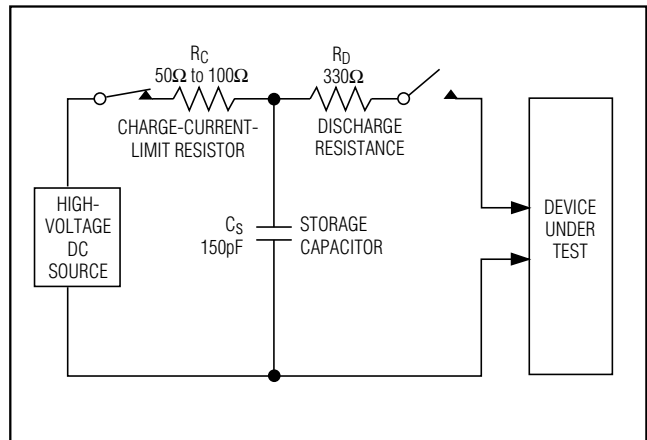 R_C
50Ω to 100Ω
CHARGE-CURRENT-
LIMIT RESISTOR
R_D
330Ω
DISCHARGE
RESISTANCE
HIGH-
VOLTAGE
DC
SOURCE
C_S
150pF
STORAGE
CAPACITOR
DEVICE
UNDER
TEST